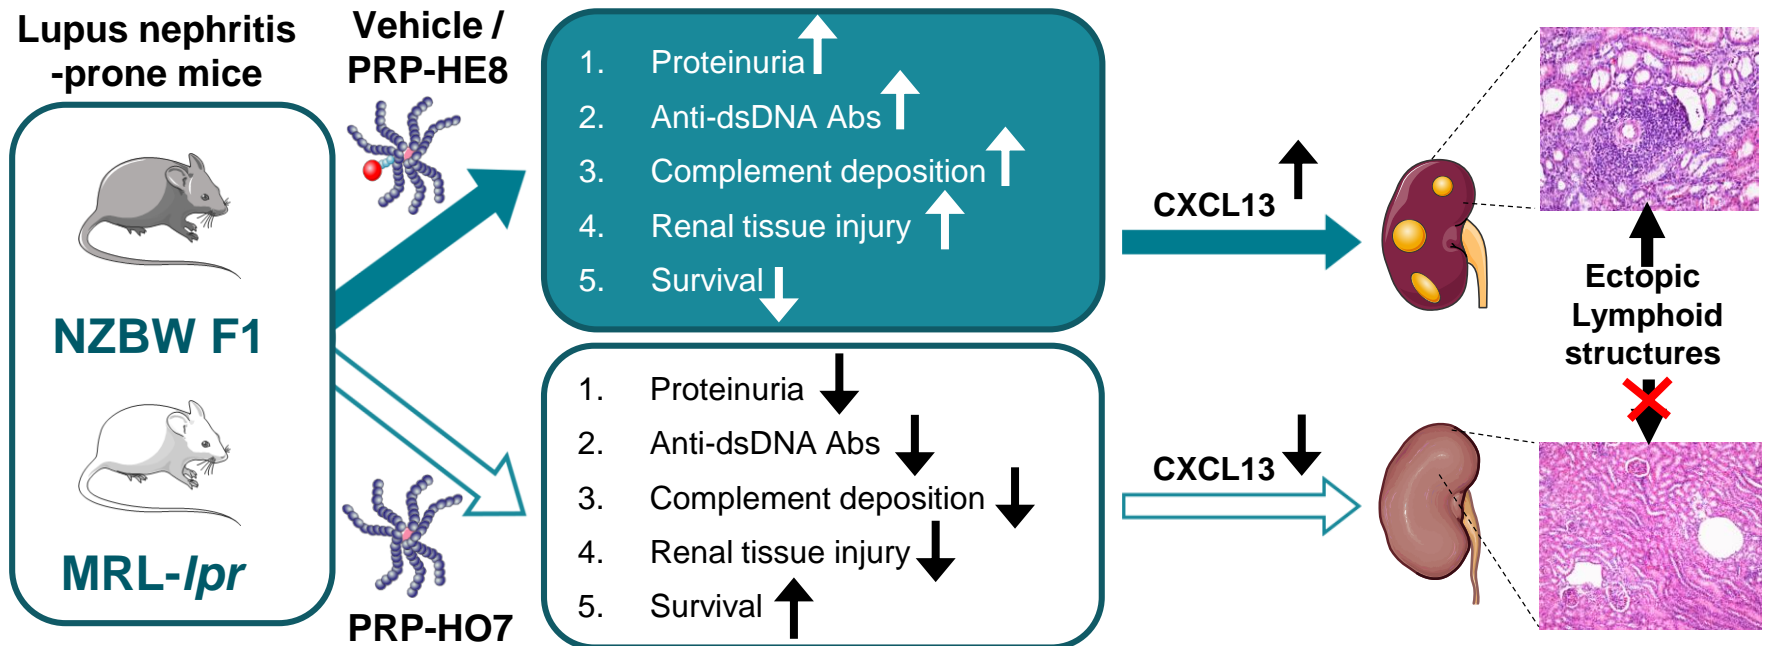 Lupus nephritis
-prone mice
NZBW F1
MRL-lpr
Vehicle /
PRP-HE8
PRP-HO7
1. Proteinuria
2. Anti-dsDNA Abs
3. Complement deposition
4. Renal tissue injury
5. Survival
1. Proteinuria
2. Anti-dsDNA Abs
3. Complement deposition
4. Renal tissue injury
5. Survival
CXCL13
CXCL13
Ectopic
Lymphoid
structures